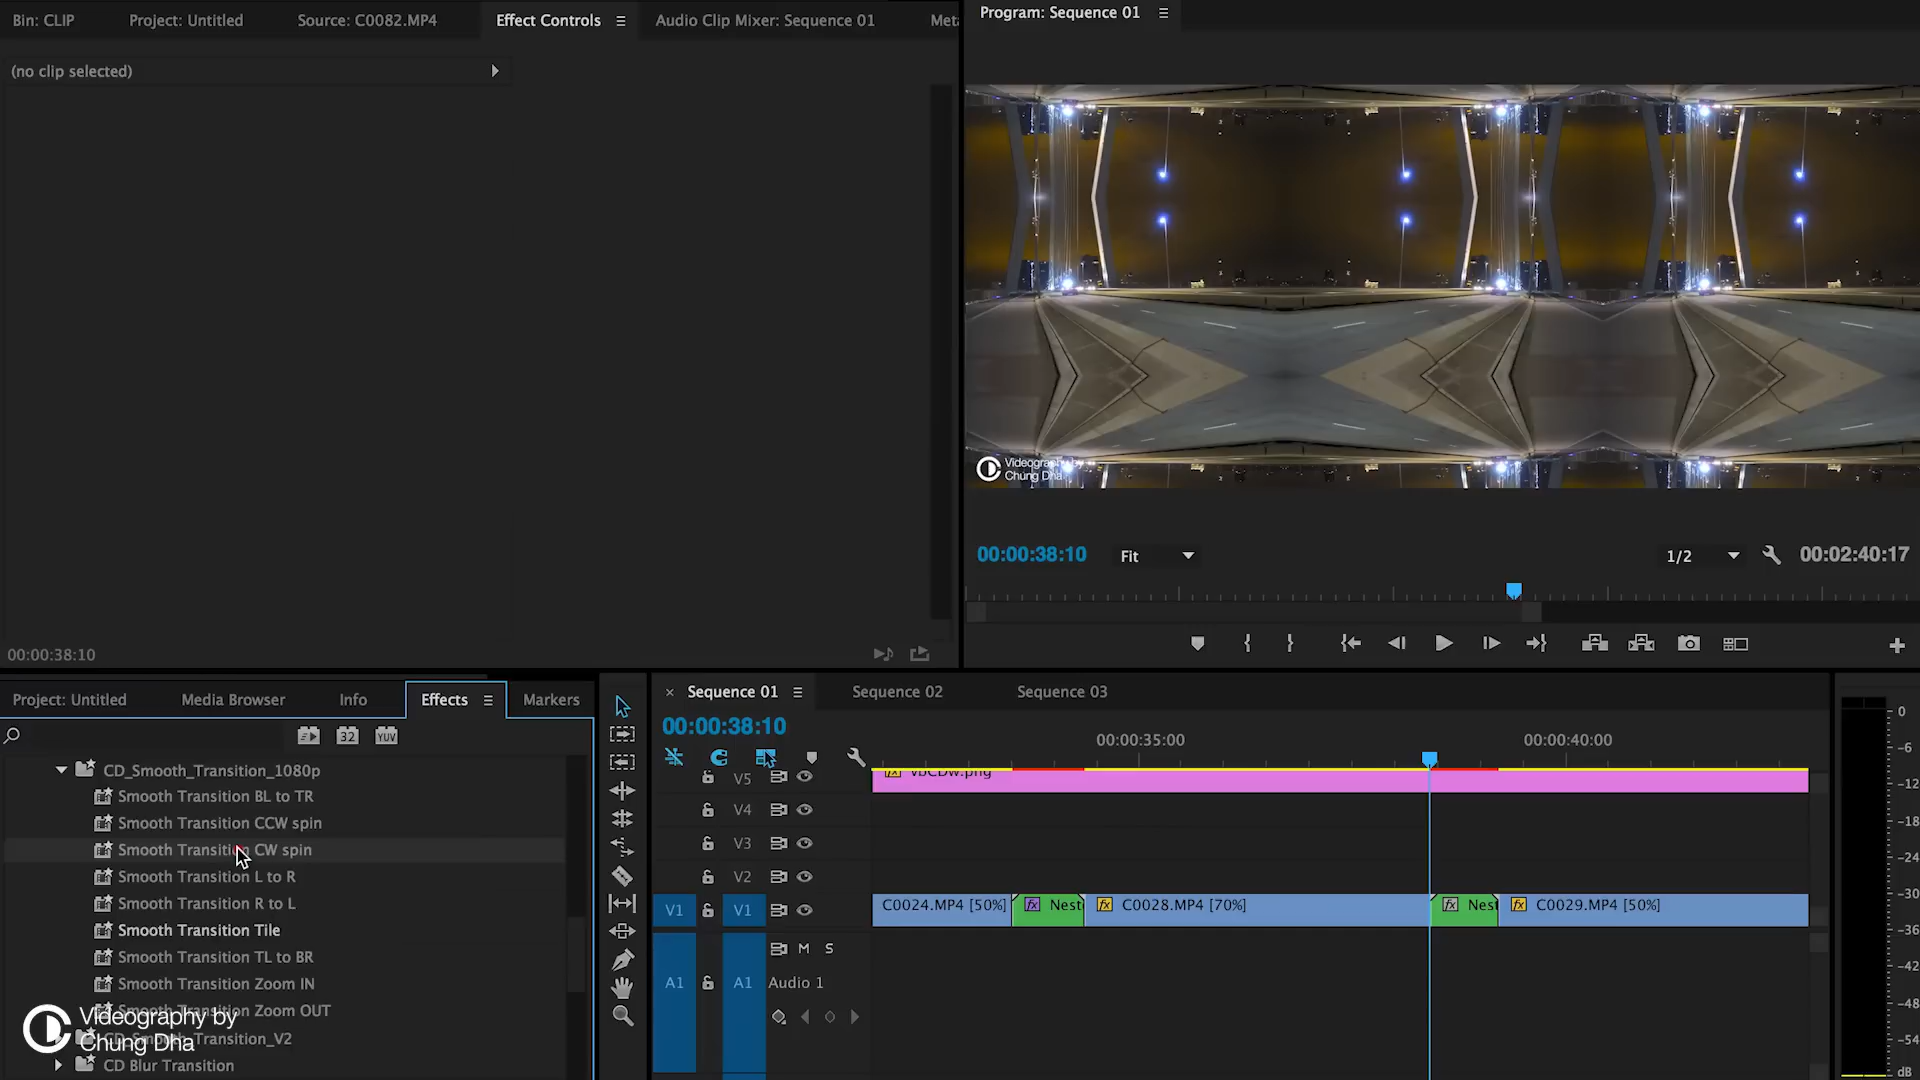 Bin: CLIP
Project: Untitled
Source: C0082.MP4
Effect Controls
Audio Clip Mixer: Sequence 01
Program: Sequence 01
(no clip selected)
Videography by
Chung Dha
00:00:38:10
Fit
1/2
00:02:40:17
00:00:38:10
Project: Untitled
Media Browser
Info
Effects
Markers
32
YUV
CD_Smooth_Transition_1080p
Smooth Transition BL to TR
Smooth Transition CCW spin
Smooth Transition CW spin
Smooth Transition L to R
Smooth Transition R to L
Smooth Transition Tile
Smooth Transition TL to BR
Smooth Transition Zoom IN
Smooth Transition Zoom OUT
CD_Smooth_Transition_V2
CD Blur Transition
Videography by
Chung Dha
Sequence 01
Sequence 02
Sequence 03
00:00:38:10
00:00:35:00
00:00:40:00
V5
V4
V3
V2
V1
V1
C0024.MP4 [50%]
fx
Nest
fx
C0028.MP4 [70%]
fx
Nest
fx
C0029.MP4 [50%]
M
S
A1
A1
Audio 1
0
-6
-12
-18
-24
-30
-36
-42
-48
-54
dB